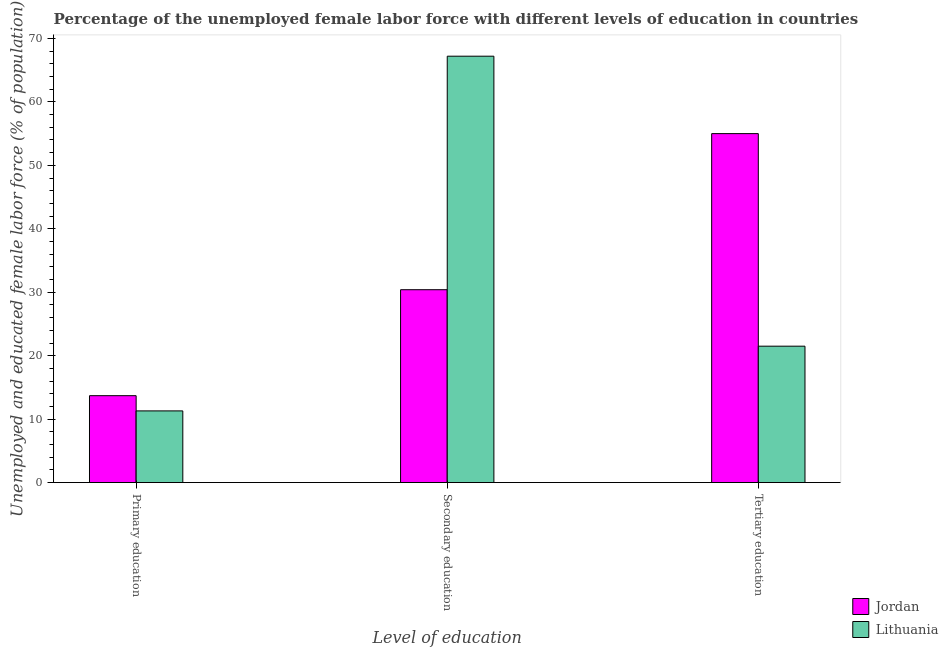 Percentage of the unemployed female labor force with different levels of education in countries
Unemployed and educated female labor force (% of population)
70
60
50
40
30
20
10
0
Primary education
Secondary education
Tertiary education
Level of education
Jordan
Lithuania